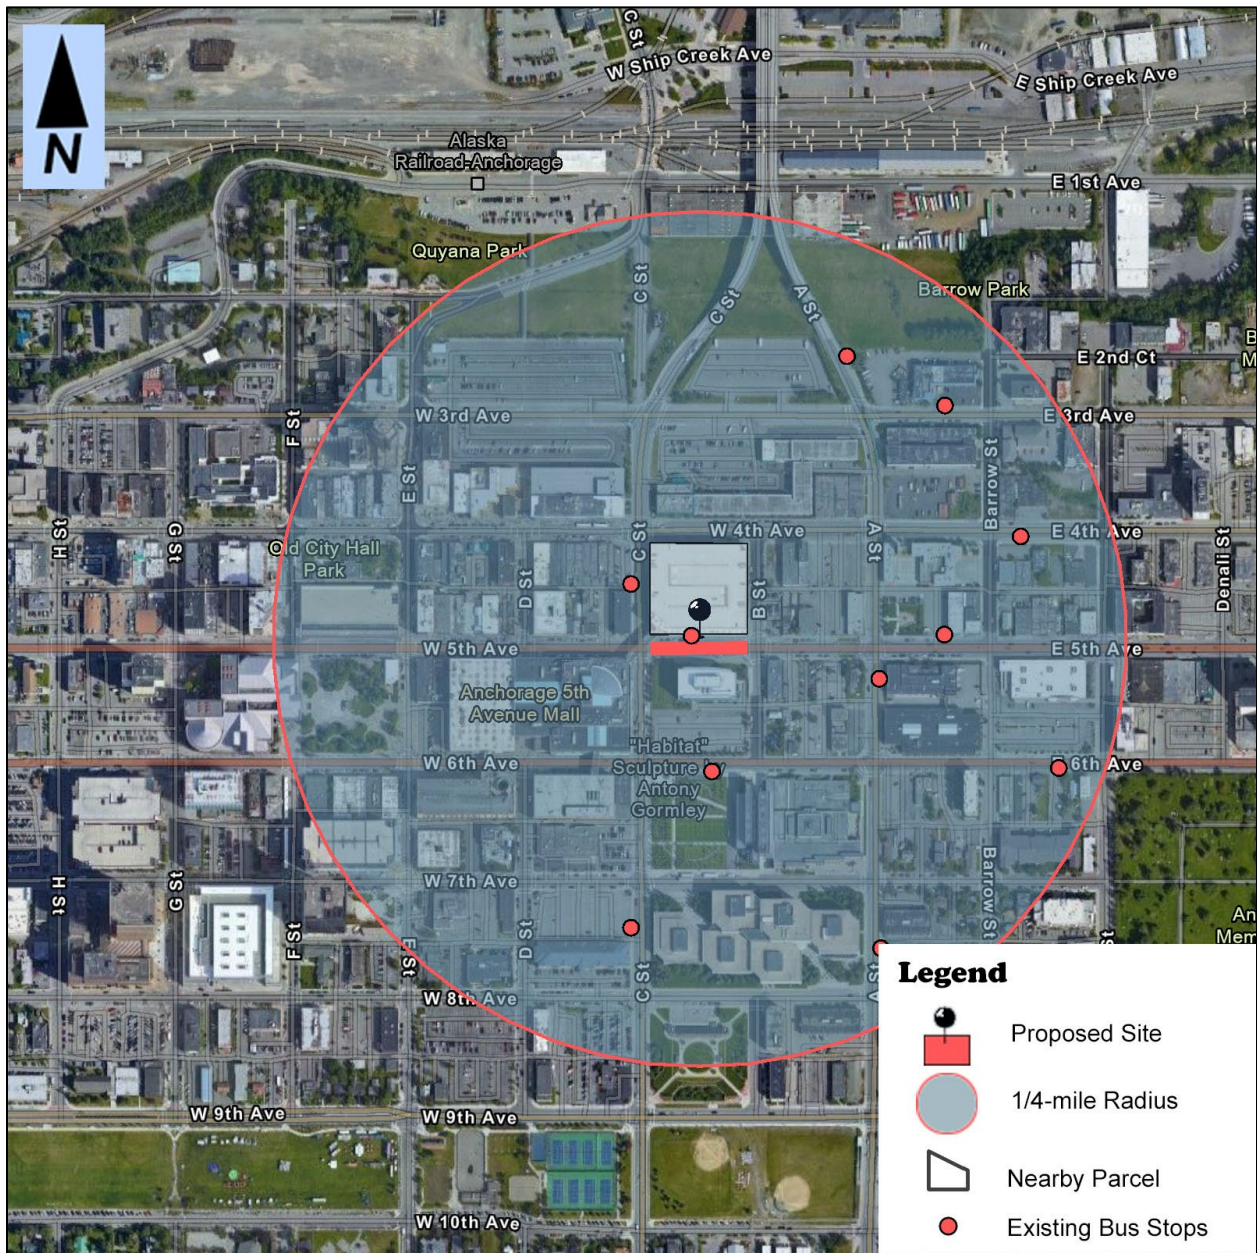 C St
W Ship Creek Ave
E Ship Creek Ave
N
Alaska
Railroad-Anchorage
E 1st Ave
Quyana Park
C St
C St
A St
Barrow Park
E 2nd Ct
B
M
W 3rd Ave
E 3rd Ave
F St
E St
Barrow St
H St
G St
C St
W 4th Ave
A St
E 4th Ave
Denali St
Old City Hall
Park
D St
B St
W 5th Ave
E 5th Ave
Anchorage 5th
Avenue Mall
"Habitat"
Sculpture by
Antony
Gormley
W 6th Ave
E 6th Ave
H St
G St
W 7th Ave
Barrow St
F St
E St
D St
C St
A St
St
An
Mem
W 8th Ave
W 9th Ave
W 9th Ave
W 10th Ave
Legend
Proposed Site
1/4-mile Radius
Nearby Parcel
Existing Bus Stops